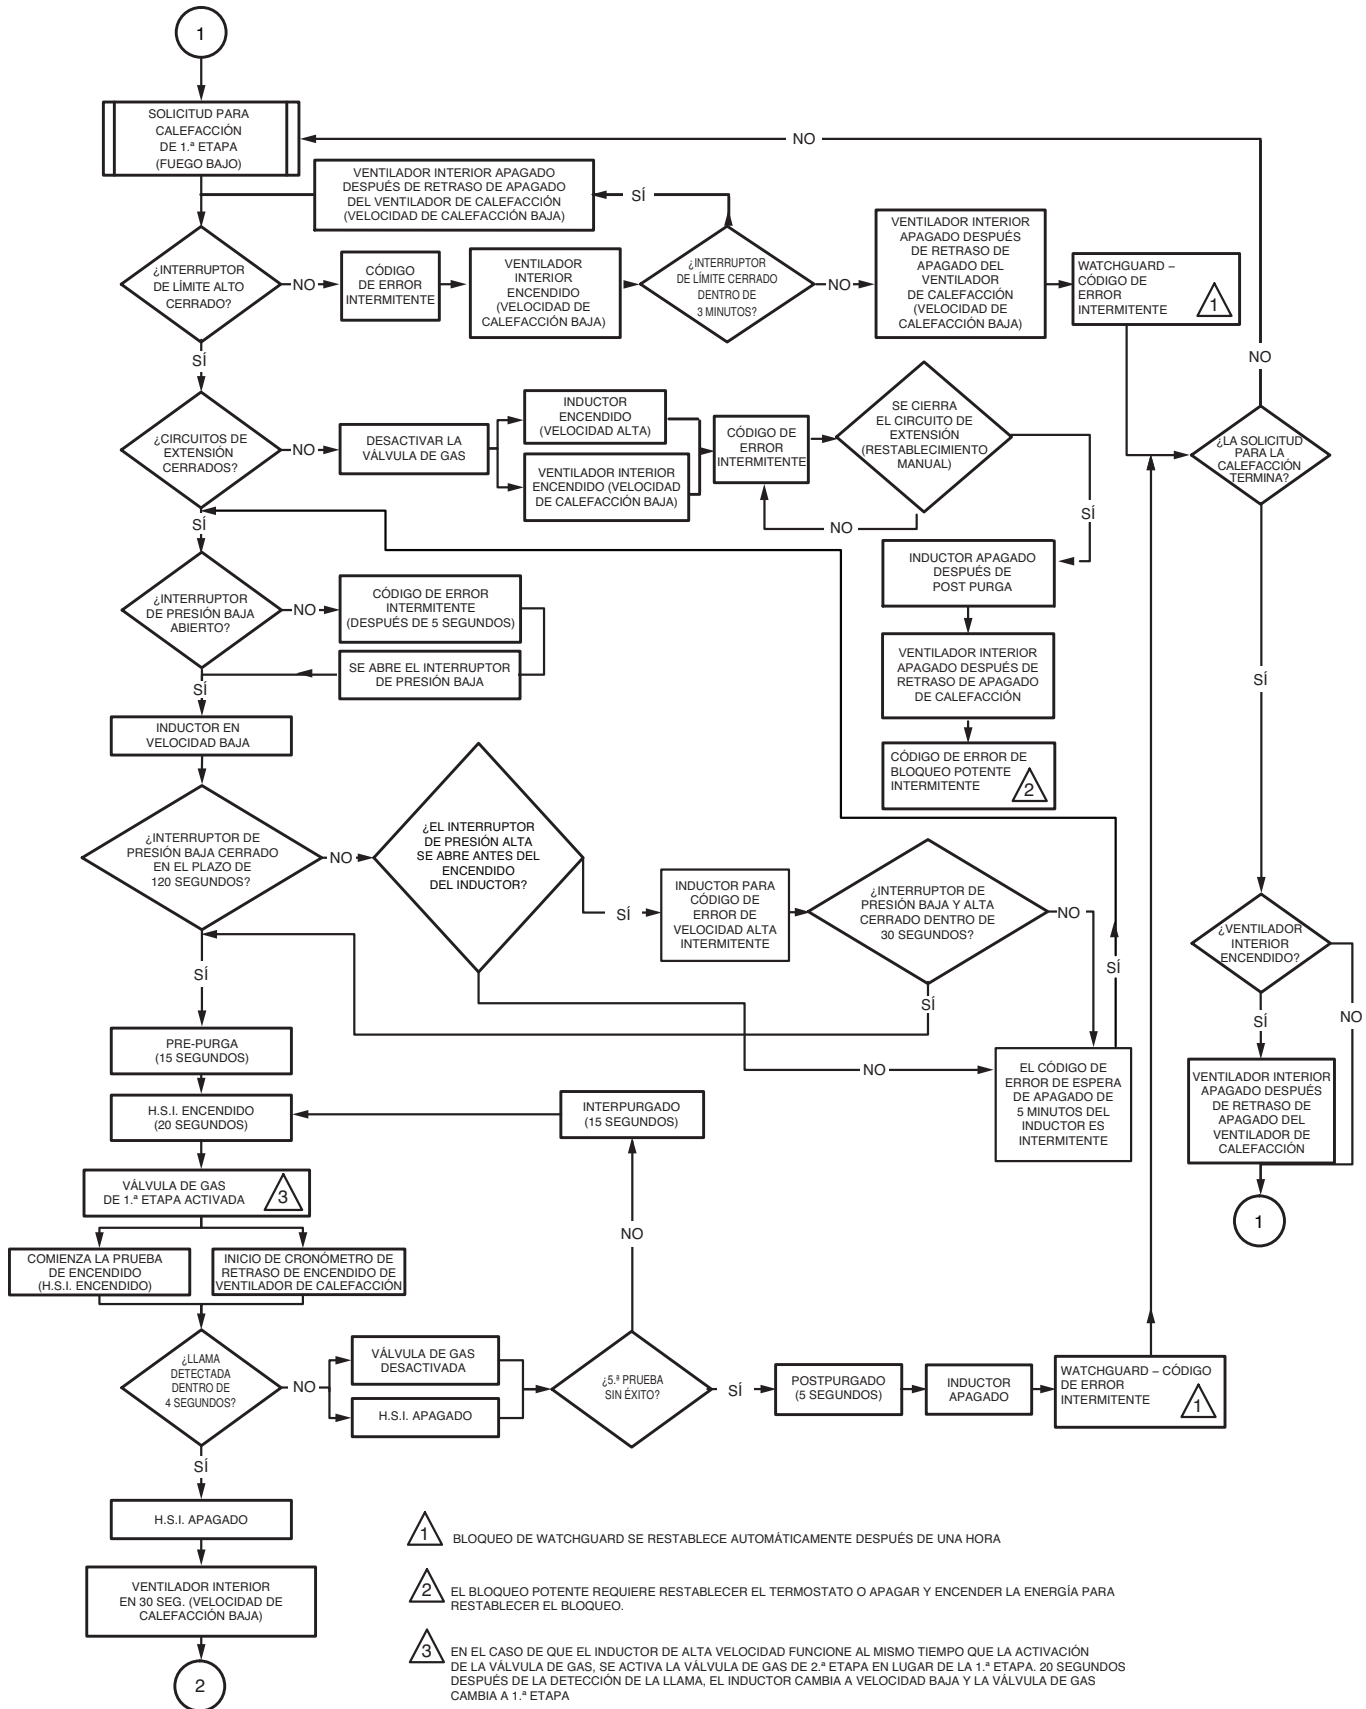 1
SOLICITUD PARA
CALEFACCIÓN
DE 1.ª ETAPA
(FUEGO BAJO)
NO
VENTILADOR INTERIOR APAGADO
DESPUÉS DE RETRASO DE APAGADO
DEL VENTILADOR DE CALEFACCIÓN
(VELOCIDAD DE CALEFACCIÓN BAJA)
SÍ
¿INTERRUPTOR
DE LÍMITE ALTO
CERRADO?
NO
CÓDIGO
DE ERROR
INTERMITENTE
VENTILADOR
INTERIOR
ENCENDIDO
(VELOCIDAD DE
CALEFACCIÓN BAJA)
¿INTERRUPTOR
DE LÍMITE CERRADO
DENTRO DE
3 MINUTOS?
NO
VENTILADOR INTERIOR
APAGADO DESPUÉS
DE RETRASO DE
APAGADO DEL
VENTILADOR
DE CALEFACCIÓN
(VELOCIDAD DE
CALEFACCIÓN BAJA)
WATCHGUARD –
CÓDIGO DE
ERROR
INTERMITENTE
1
SÍ
NO
¿CIRCUITOS DE
EXTENSIÓN
CERRADOS?
NO
DESACTIVAR LA
VÁLVULA DE GAS
INDUCTOR
ENCENDIDO
(VELOCIDAD ALTA)
VENTILADOR INTERIOR
ENCENDIDO (VELOCIDAD
DE CALEFACCIÓN BAJA)
CÓDIGO DE
ERROR
INTERMITENTE
SE CIERRA
EL CIRCUITO DE
EXTENSIÓN
(RESTABLECIMIENTO
MANUAL)
NO
SÍ
¿LA SOLICITUD
PARA LA
CALEFACCIÓN
TERMINA?
SÍ
INDUCTOR APAGADO
DESPUÉS DE
POST PURGA
¿INTERRUPTOR
DE PRESIÓN BAJA
ABIERTO?
NO
CÓDIGO DE ERROR
INTERMITENTE
(DESPUÉS DE 5 SEGUNDOS)
SE ABRE EL INTERRUPTOR
DE PRESIÓN BAJA
VENTILADOR INTERIOR
APAGADO DESPUÉS DE
RETRASO DE APAGADO
DE CALEFACCIÓN
SÍ
SÍ
INDUCTOR EN
VELOCIDAD BAJA
CÓDIGO DE ERROR DE
BLOQUEO POTENTE
INTERMITENTE
2
¿INTERRUPTOR DE
PRESIÓN BAJA CERRADO
EN EL PLAZO DE
120 SEGUNDOS?
NO
¿EL INTERRUPTOR
DE PRESIÓN ALTA
SE ABRE ANTES DEL
ENCENDIDO
DEL INDUCTOR?
SÍ
INDUCTOR PARA
CÓDIGO DE
ERROR DE
VELOCIDAD ALTA
INTERMITENTE
¿INTERRUPTOR DE
PRESIÓN BAJA Y ALTA
CERRADO DENTRO DE
30 SEGUNDOS?
NO
SÍ
¿VENTILADOR
INTERIOR
ENCENDIDO?
SÍ
SÍ
SÍ
NO
PRE-PURGA
(15 SEGUNDOS)
NO
EL CÓDIGO DE
ERROR DE ESPERA
DE APAGADO DE
5 MINUTOS DEL
INDUCTOR ES
INTERMITENTE
VENTILADOR INTERIOR
APAGADO DESPUÉS
DE RETRASO DE
APAGADO DEL
VENTILADOR DE
CALEFACCIÓN
H.S.I. ENCENDIDO
(20 SEGUNDOS)
INTERPURGADO
(15 SEGUNDOS)
VÁLVULA DE GAS
DE 1.ª ETAPA ACTIVADA
3
NO
1
COMIENZA LA PRUEBA
DE ENCENDIDO
(H.S.I. ENCENDIDO)
INICIO DE CRONÓMETRO DE
RETRASO DE ENCENDIDO DE
VENTILADOR DE CALEFACCIÓN
¿LLAMA
DETECTADA
DENTRO DE
4 SEGUNDOS?
NO
VÁLVULA DE GAS
DESACTIVADA
H.S.I. APAGADO
¿5.ª PRUEBA
SIN ÉXITO?
SÍ
POSTPURGADO
(5 SEGUNDOS)
INDUCTOR
APAGADO
WATCHGUARD – CÓDIGO
DE ERROR
INTERMITENTE
1
SÍ
H.S.I. APAGADO
VENTILADOR INTERIOR
EN 30 SEG. (VELOCIDAD DE
CALEFACCIÓN BAJA)
2
1 BLOQUEO DE WATCHGUARD SE RESTABLECE AUTOMÁTICAMENTE DESPUÉS DE UNA HORA
2 EL BLOQUEO POTENTE REQUIERE RESTABLECER EL TERMOSTATO O APAGAR Y ENCENDER LA ENERGÍA PARA
RESTABLECER EL BLOQUEO.
3 EN EL CASO DE QUE EL INDUCTOR DE ALTA VELOCIDAD FUNCIONE AL MISMO TIEMPO QUE LA ACTIVACIÓN
DE LA VÁLVULA DE GAS, SE ACTIVA LA VÁLVULA DE GAS DE 2.ª ETAPA EN LUGAR DE LA 1.ª ETAPA. 20 SEGUNDOS
DESPUÉS DE LA DETECCIÓN DE LA LLAMA, EL INDUCTOR CAMBIA A VELOCIDAD BAJA Y LA VÁLVULA DE GAS
CAMBIA A 1.ª ETAPA